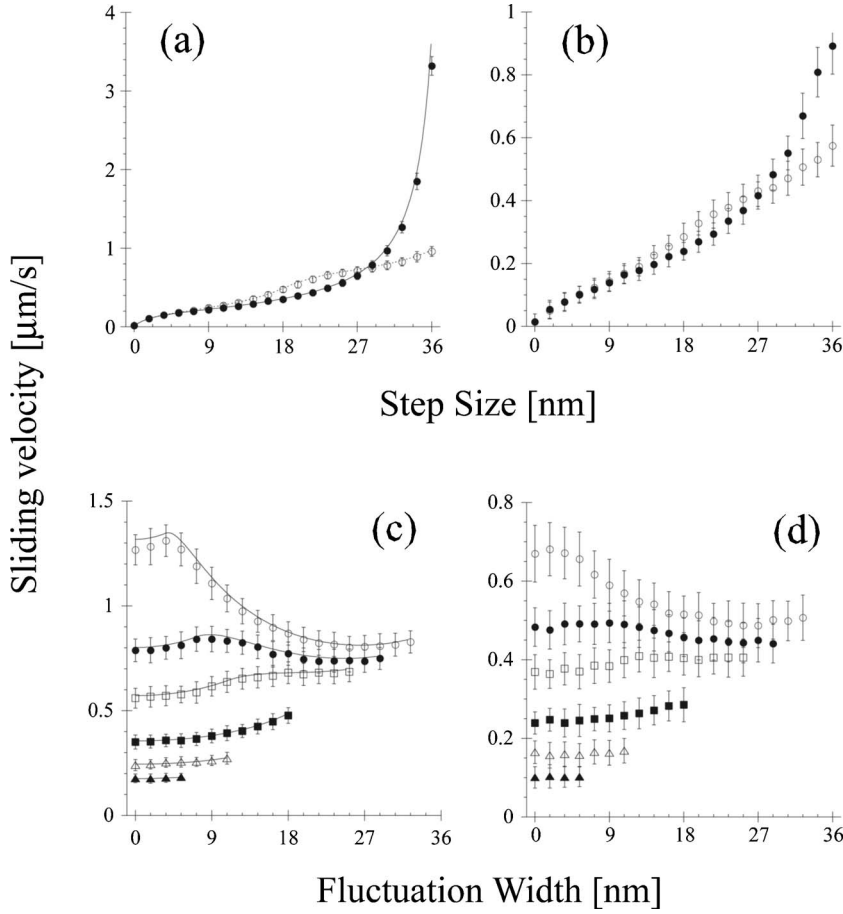 (a)
4
3
2
1
0
0 9 18 27 36
(b)
1
0.8
0.6
0.4
0.2
0
0 9 18 27 36
Step Size [nm]
Sliding velocity [μm/s]
(c)
1.5
1
0.5
0
0 9 18 27 36
(d)
0.8
0.6
0.4
0.2
0
0 9 18 27 36
Fluctuation Width [nm]